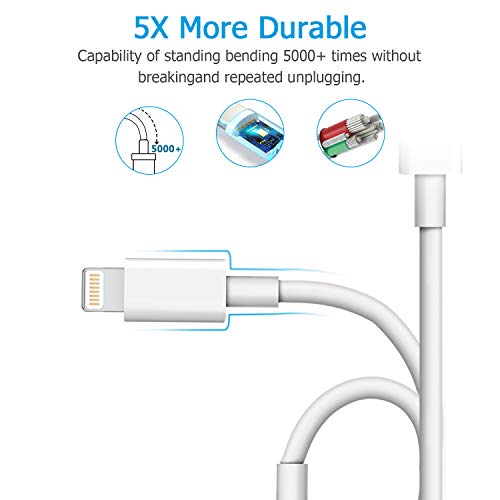 5X More Durable
Capability of standing bending 5000+ times without
breakingand repeated unplugging.
5000+